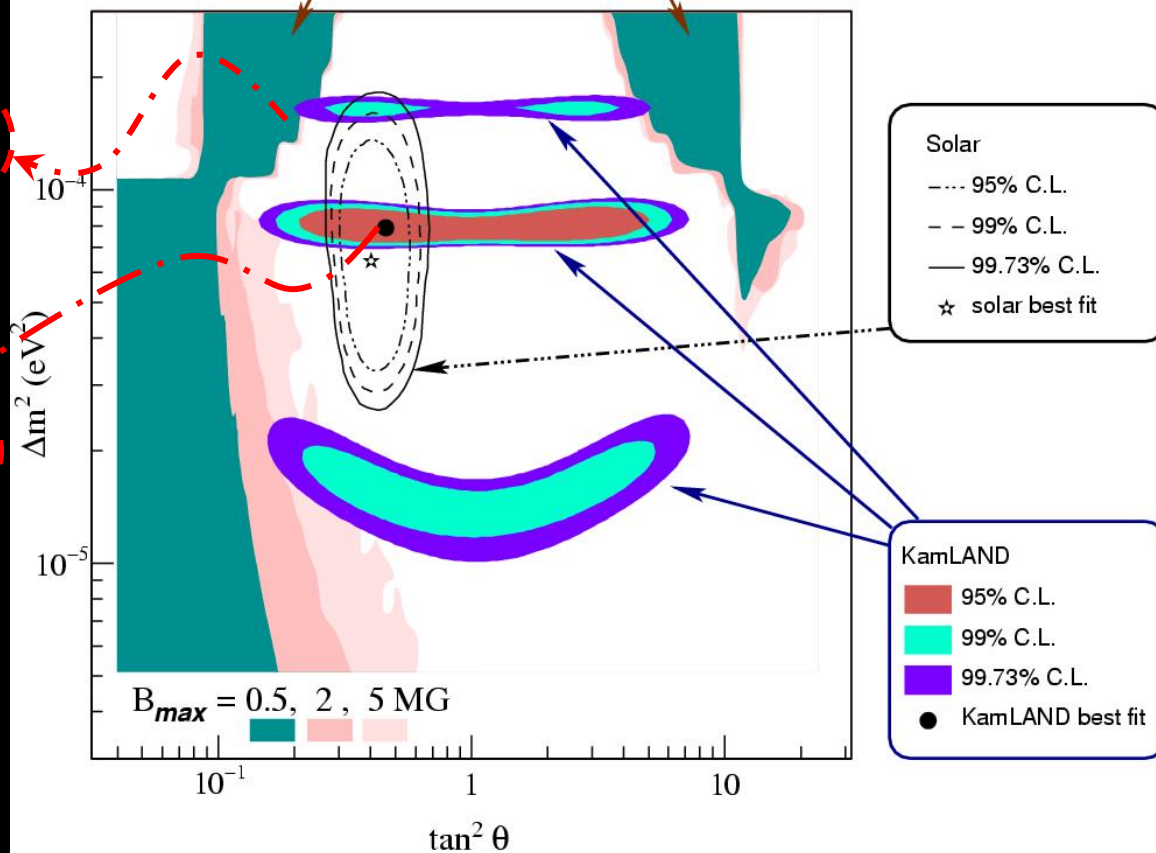 Solar
95% C.L.
99% C.L.
99.73% C.L.
solar best fit
10⁻⁴
Δm² (eV²)
10⁻⁵
KamLAND
95% C.L.
99% C.L.
99.73% C.L.
KamLAND best fit
Bmax = 0.5, 2 , 5 MG
10⁻¹ 1 10
tan² θ